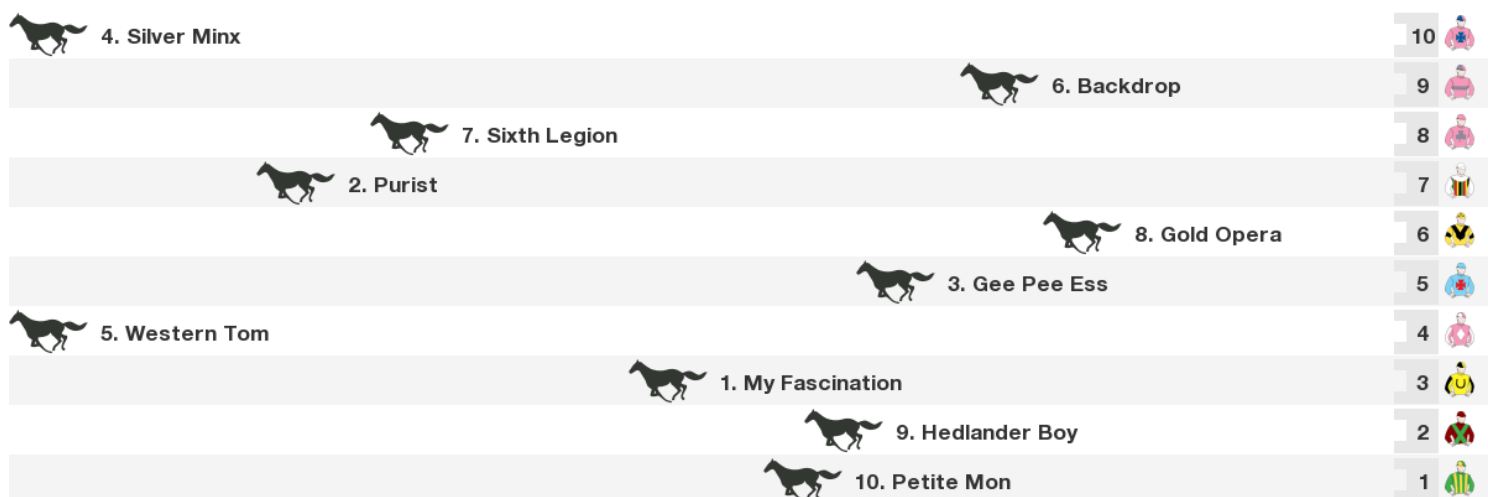 4. Silver Minx 10
6. Backdrop 9
7. Sixth Legion 8
2. Purist 7
8. Gold Opera 6
3. Gee Pee Ess 5
5. Western Tom 4
1. My Fascination 3
9. Hedlander Boy 2
10. Petite Mon 1